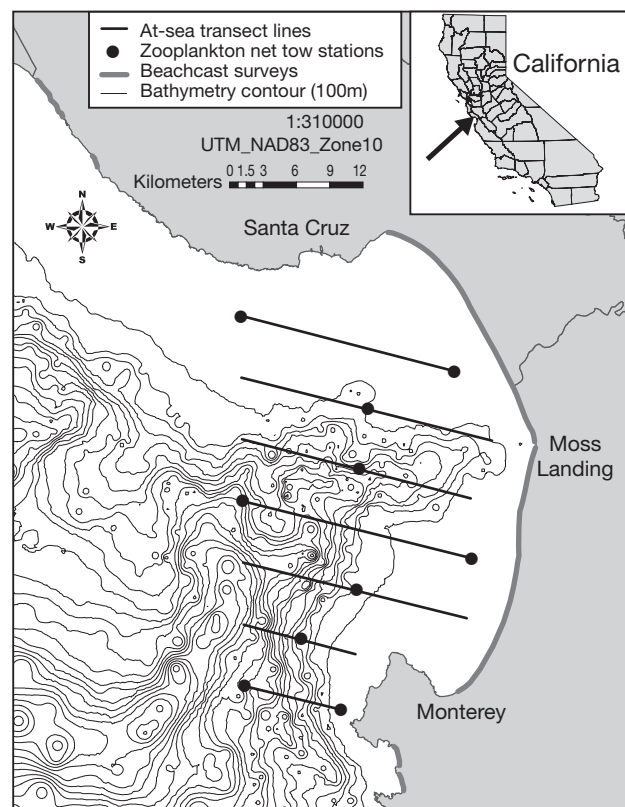 At-sea transect lines
Zooplankton net tow stations
Beachcast surveys
Bathymetry contour (100m)
California
1:310000
UTM_NAD83_Zone10
Kilometers 0 1.5 3 6 9 12
N
W E
S
Santa Cruz
Moss
Landing
Monterey